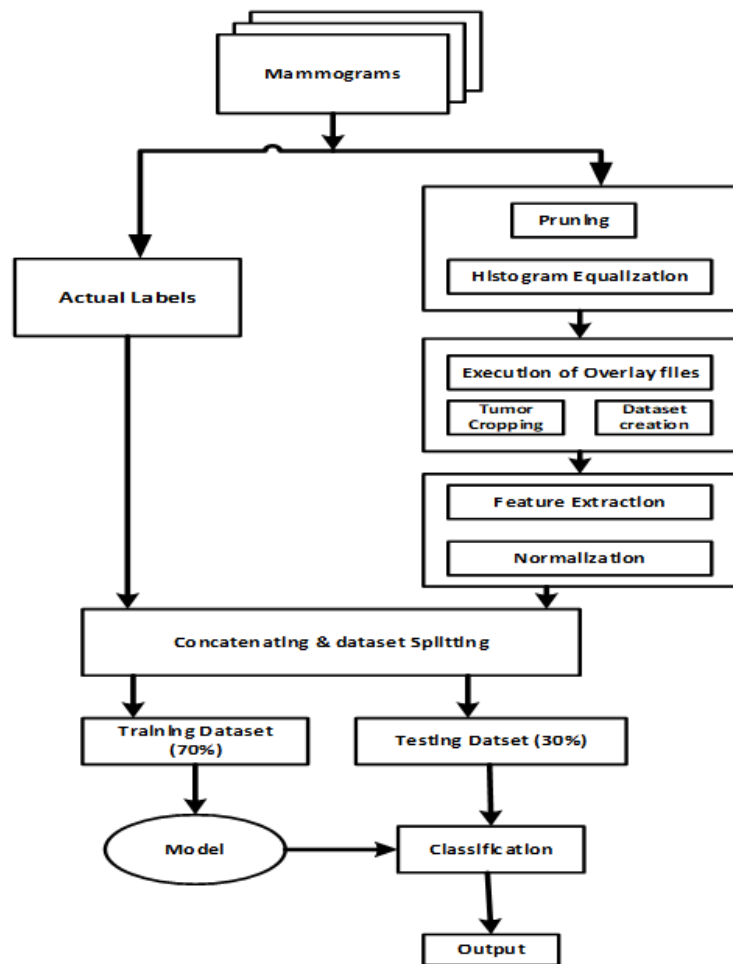 Mammograms
Pruning
Histogram Equalization
Actual Labels
Execution of Overlay files
Tumor
Cropping
Dataset
creation
Feature Extraction
Normalization
Concatenating & dataset Splitting
Training Dataset
(70%)
Testing Datset (30%)
Model
Classification
Output